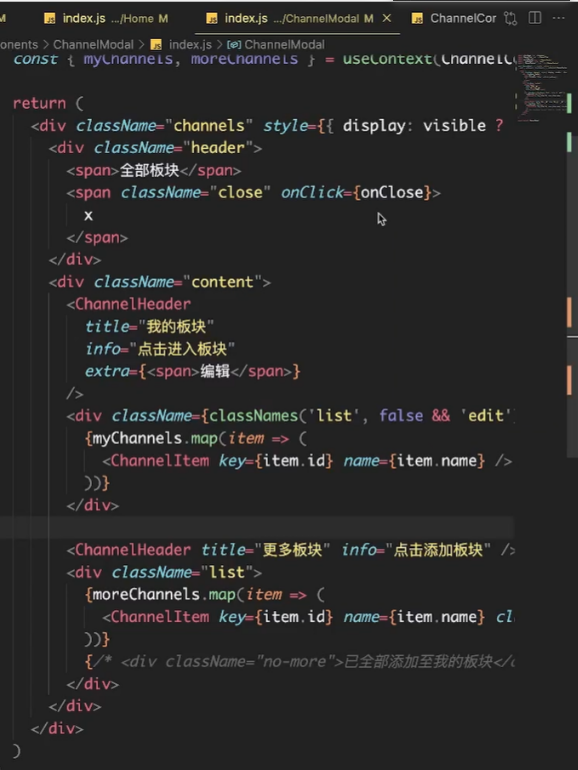 M index.js .../Home M index.js .../ChannelModal M ChannelCor
onents > ChannelModal > index.js > ChannelModal
const { myChannels, moreChannels } = useContext(ChannelC
return (
<div className="channels" style={{ display: visible ?
<div className="header">
<span>全部板块</span>
<span className="close" onClick={onClose}>
x
</span>
</div>
<div className="content">
<ChannelHeader
title="我的板块"
info="点击进入板块"
extra={<span>编辑</span>}
/>
<div className={classNames('list', false && 'edit'
{myChannels.map(item => (
<ChannelItem key={item.id} name={item.name} />
))}
</div>
<ChannelHeader title="更多板块" info="点击添加板块" />
<div className="list">
{moreChannels.map(item => (
<ChannelItem key={item.id} name={item.name} cl
))}
{/* <div className="no-more">已全部添加至我的板块</
</div>
</div>
</div>
)